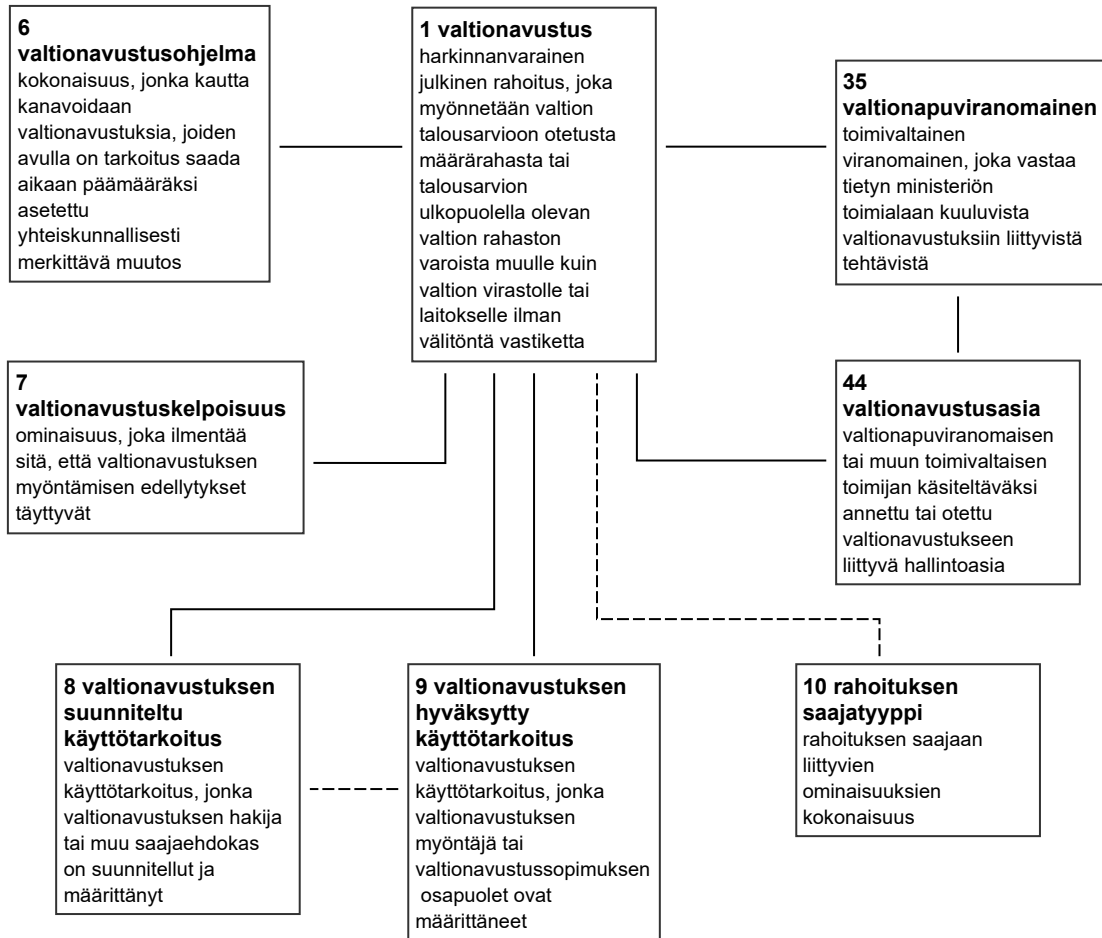 6
valtionavustusohjelma
kokonaisuus, jonka kautta
kanavoidaan
valtionavustuksia, joiden
avulla on tarkoitus saada
aikaan päämääräksi
asetettu
yhteiskunnallisesti
merkittävä muutos
1 valtionavustus
harkinnanvarainen
julkinen rahoitus, joka
myönnetään valtion
talousarvioon otetusta
määrärahasta tai
talousarvion
ulkopuolella olevan
valtion rahaston
varoista muulle kuin
valtion virastolle tai
laitokselle ilman
välitöntä vastiketta
35
valtionapuviranomainen
toimivaltainen
viranomainen, joka vastaa
tietyn ministeriön
toimialaan kuuluvista
valtionavustuksiin liittyvistä
tehtävistä
7
valtionavustuskelpoisuus
ominaisuus, joka ilmentää
sitä, että valtionavustuksen
myöntämisen edellytykset
täyttyvät
44
valtionavustusasia
valtionapuviranomaisen
tai muun toimivaltaisen
toimijan käsiteltäväksi
annettu tai otettu
valtionavustukseen
liittyvä hallintoasia
8 valtionavustuksen
suunniteltu
käyttötarkoitus
valtionavustuksen
käyttötarkoitus, jonka
valtionavustuksen hakija
tai muu saajaehdokas
on suunnitellut ja
määrittänyt
9 valtionavustuksen
hyväksytty
käyttötarkoitus
valtionavustuksen
käyttötarkoitus, jonka
valtionavustuksen
myöntäjä tai
valtionavustussopimuksen
osapuolet ovat
määrittäneet
10 rahoituksen
saajatyyppi
rahoituksen saajaan
liittyvien
ominaisuuksien
kokonaisuus